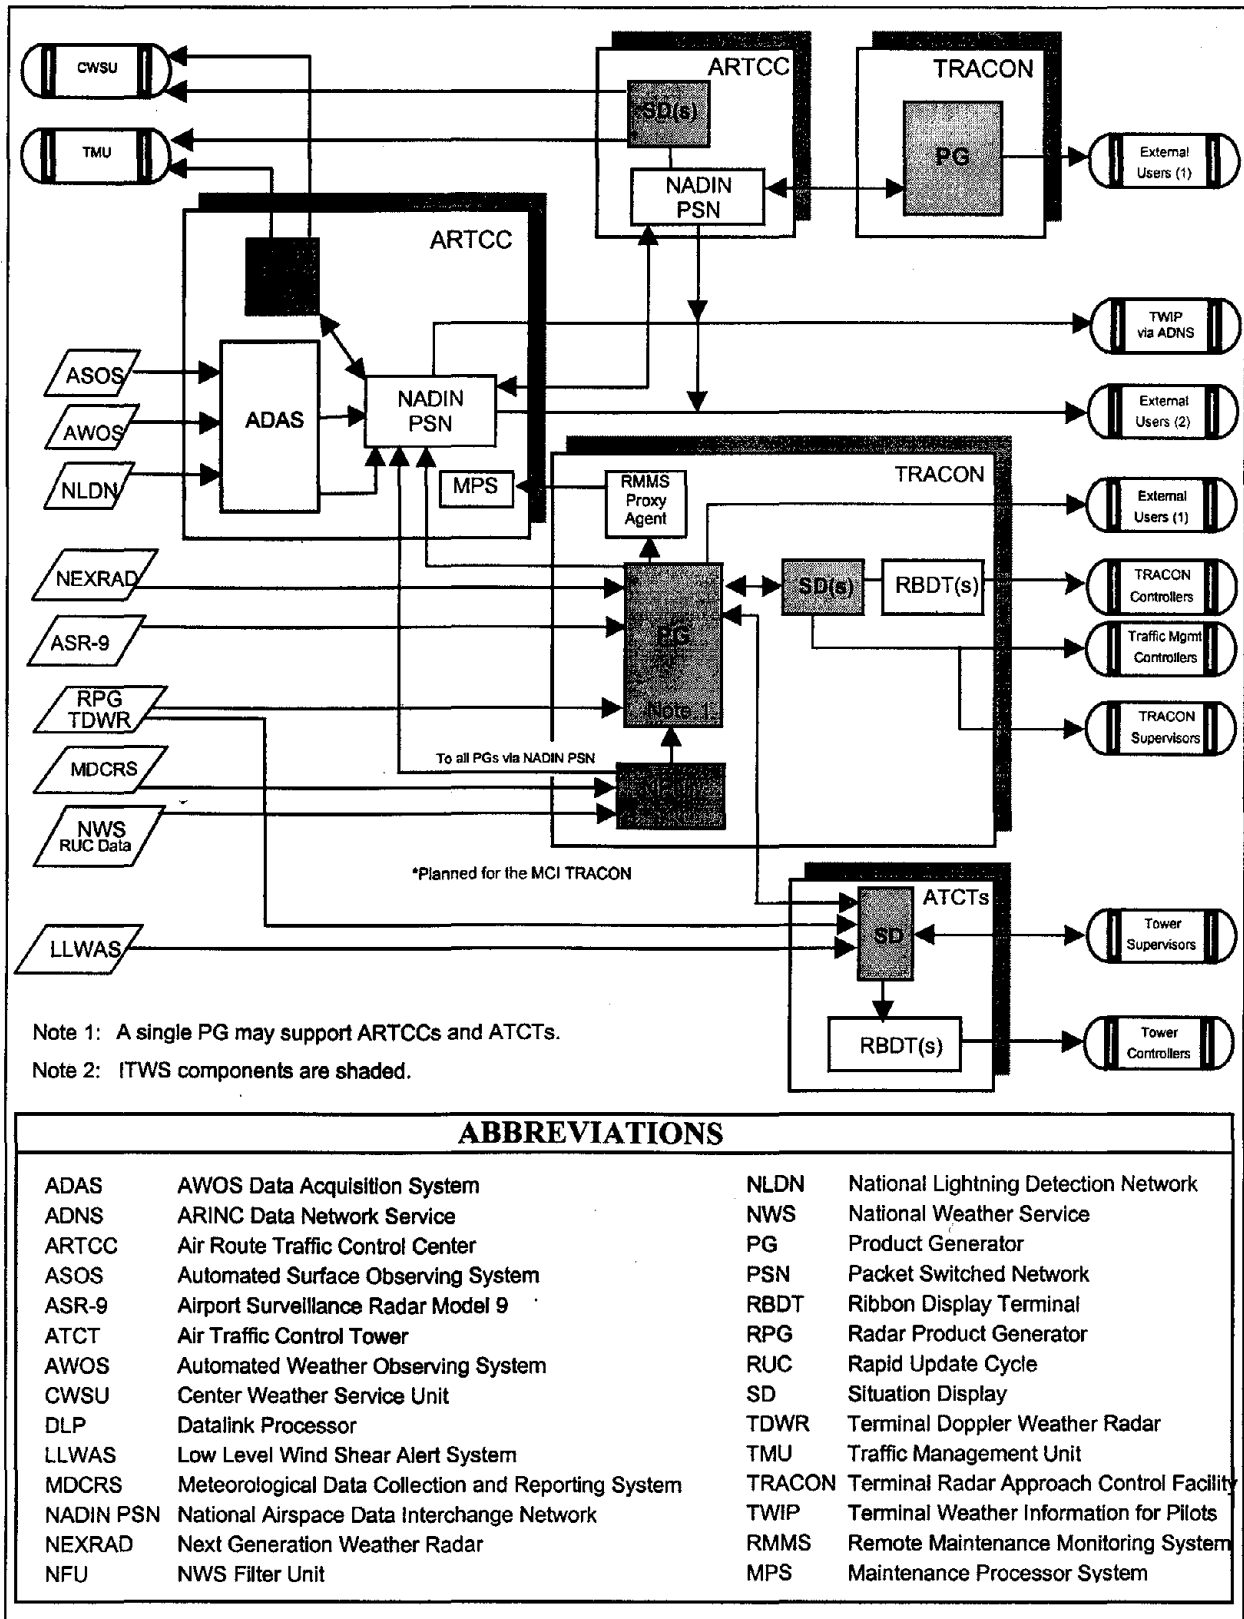 CWSU
TMU
ARTCC
SD(s)
NADIN
PSN
TRACON
PG
External
Users (1)
ARTCC
ASOS
AWOS
NLDN
ADAS
NADIN
PSN
MPS
TWIP
via ADNS
External
Users (2)
TRACON
RMMS
Proxy
Agent
External
Users (1)
NEXRAD
ASR-9
RPG
TDWR
MDCRS
NWS
RUC Data
LLWAS
PG
Note 1
SD(s)
RBDT(s)
TRACON
Controllers
Traffic Mgmt
Controllers
TRACON
Supervisors
To all PGs via NADIN PSN
*Planned for the MCI TRACON
ATCTs
SD
RBDT(s)
Tower
Supervisors
Tower
Controllers
Note 1: A single PG may support ARTCCs and ATCTs.
Note 2: ITWS components are shaded.
ABBREVIATIONS
ADAS AWOS Data Acquisition System
ADNS ARINC Data Network Service
ARTCC Air Route Traffic Control Center
ASOS Automated Surface Observing System
ASR-9 Airport Surveillance Radar Model 9
ATCT Air Traffic Control Tower
AWOS Automated Weather Observing System
CWSU Center Weather Service Unit
DLP Datalink Processor
LLWAS Low Level Wind Shear Alert System
MDCRS Meteorological Data Collection and Reporting System
NADIN PSN National Airspace Data Interchange Network
NEXRAD Next Generation Weather Radar
NFU NWS Filter Unit
NLDN National Lightning Detection Network
NWS National Weather Service
PG Product Generator
PSN Packet Switched Network
RBDT Ribbon Display Terminal
RPG Radar Product Generator
RUC Rapid Update Cycle
SD Situation Display
TDWR Terminal Doppler Weather Radar
TMU Traffic Management Unit
TRACON Terminal Radar Approach Control Facility
TWIP Terminal Weather Information for Pilots
RMMS Remote Maintenance Monitoring System
MPS Maintenance Processor System